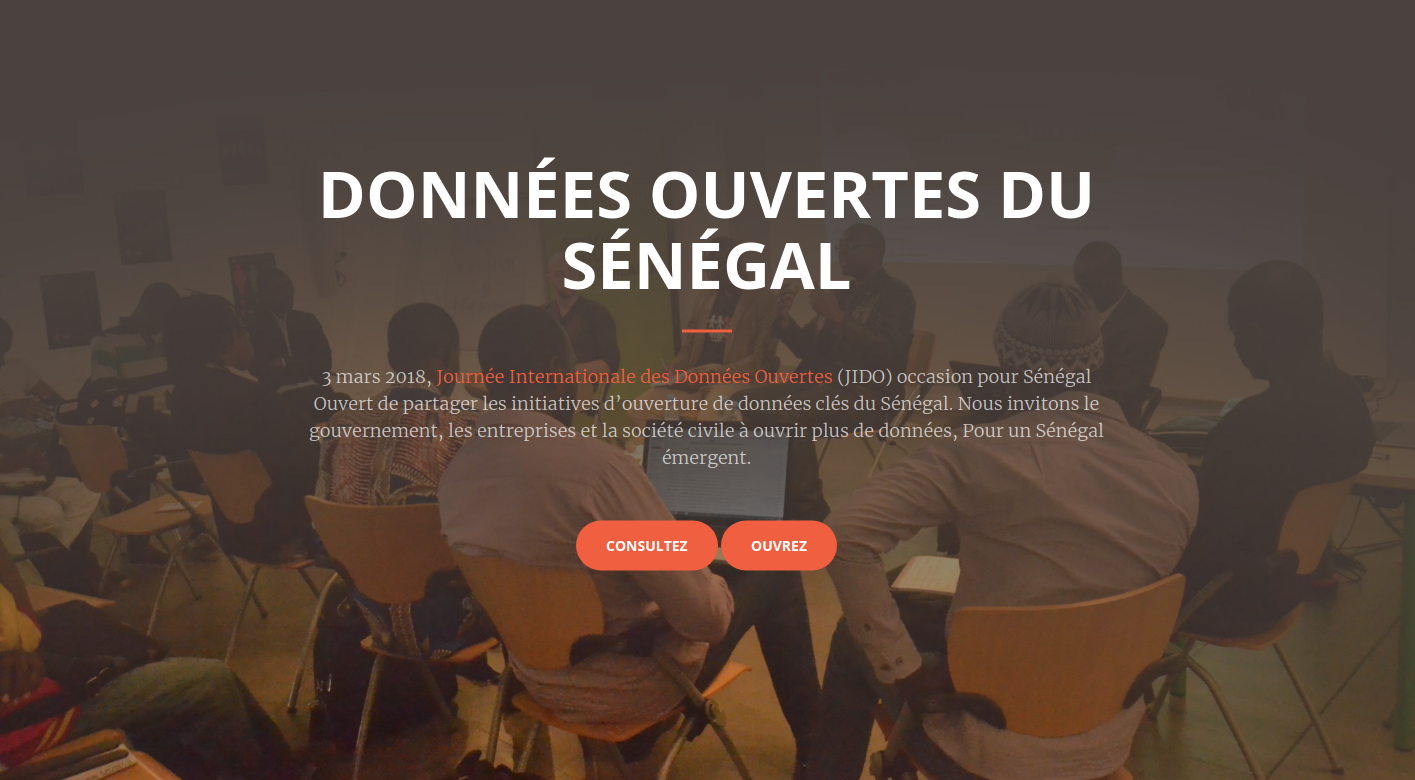 DONNÉES OUVERTES DU
SÉNÉGAL
3 mars 2018, Journée Internationale des Données Ouvertes (JIDO) occasion pour Sénégal
Ouvert de partager les initiatives d’ouverture de données clés du Sénégal. Nous invitons le
gouvernement, les entreprises et la société civile à ouvrir plus de données, Pour un Sénégal
émergent.
CONSULTEZ OUVREZ